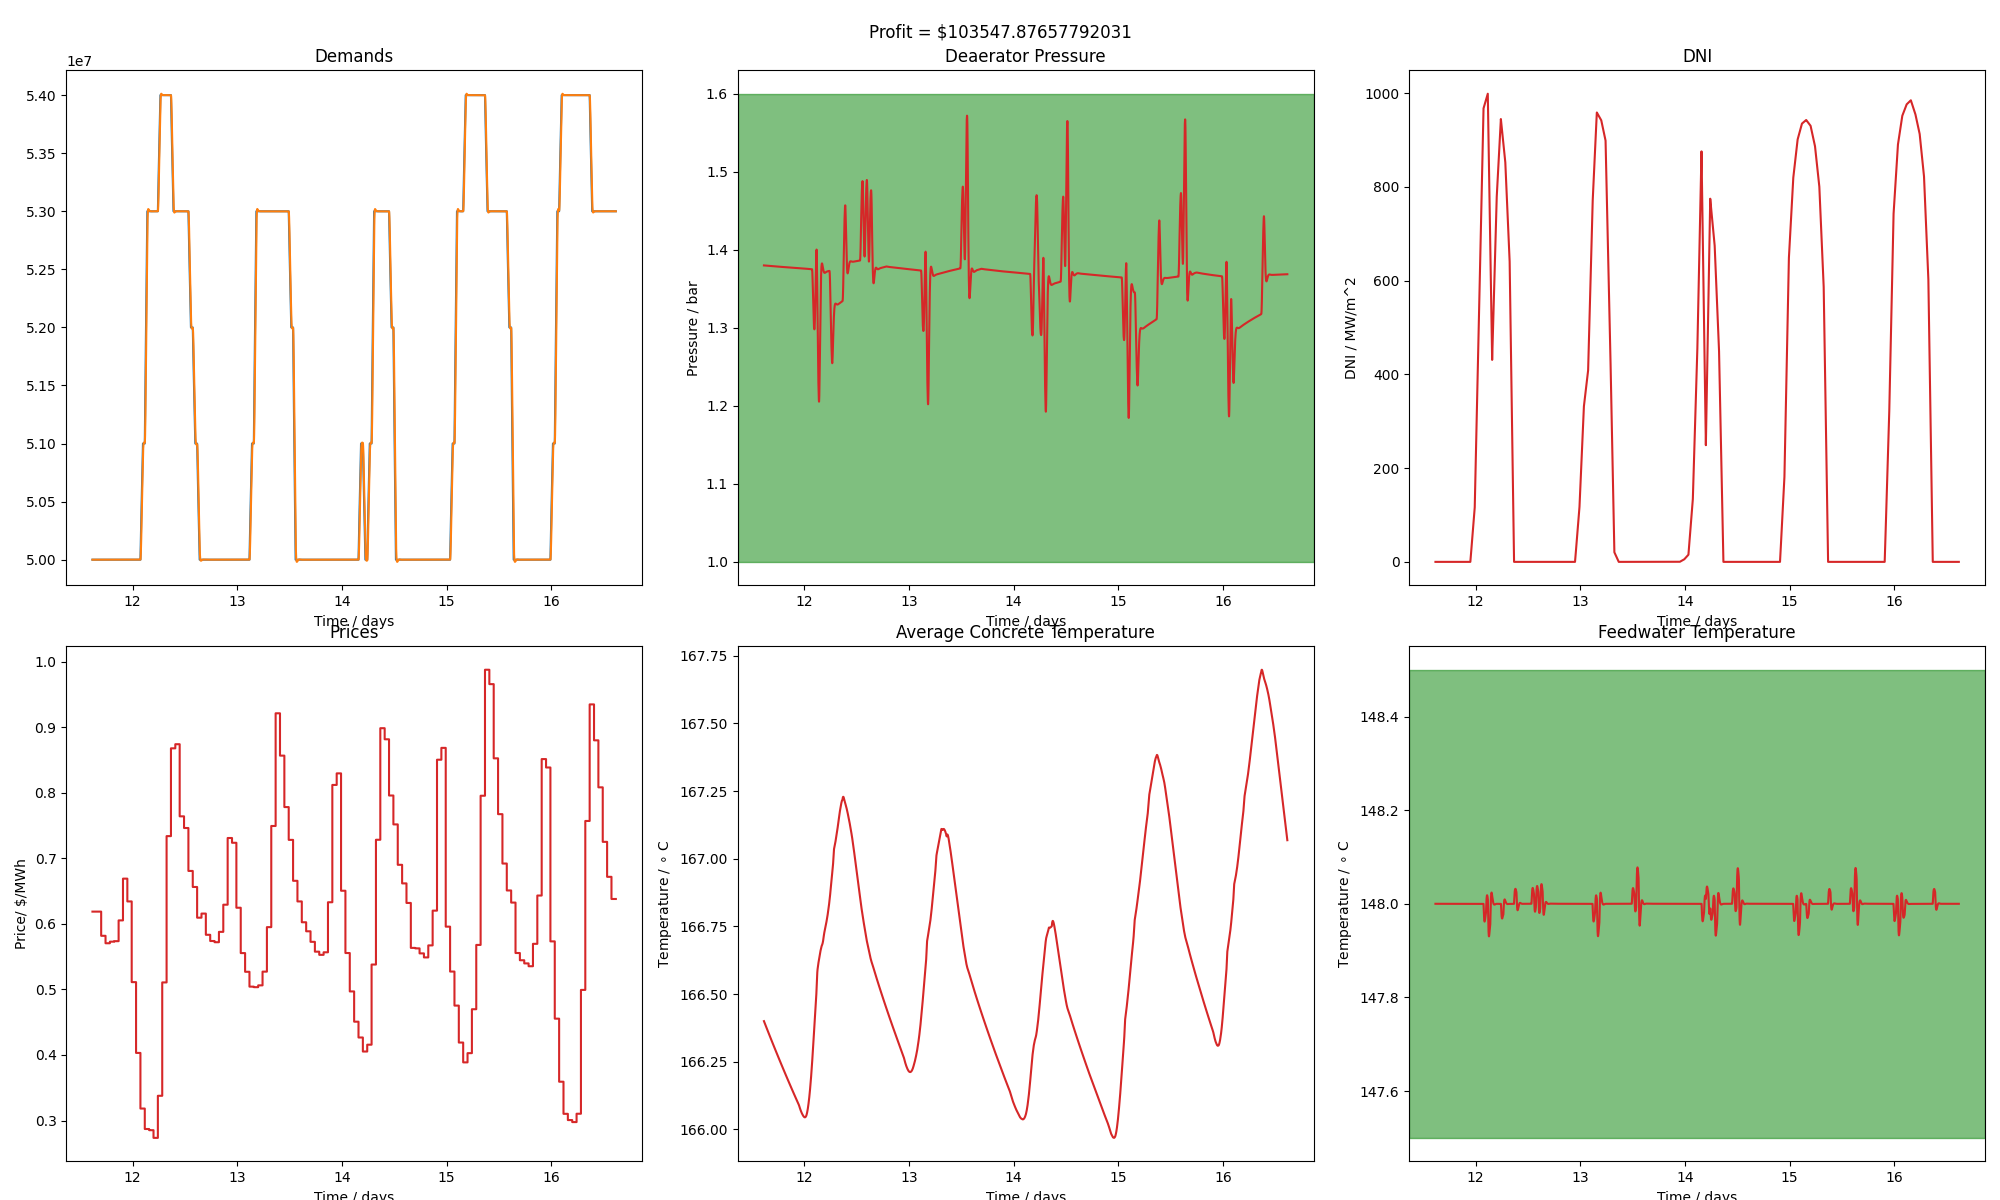 Profit = $103547.87657792031
Demands
1e7
5.40
5.35
5.30
5.25
5.20
5.15
5.10
5.05
5.00
12 13 14 15 16
Time / days
Deaerator Pressure
Pressure / bar
1.6
1.5
1.4
1.3
1.2
1.1
1.0
12 13 14 15 16
Time / days
DNI
DNI / MW/m^2
1000
800
600
400
200
0
12 13 14 15 16
Time / days
Prices
Price/ $/MWh
1.0
0.9
0.8
0.7
0.6
0.5
0.4
0.3
12 13 14 15 16
Time / days
Average Concrete Temperature
Temperature / ∘ C
167.75
167.50
167.25
167.00
166.75
166.50
166.25
166.00
12 13 14 15 16
Time / days
Feedwater Temperature
Temperature / ∘ C
148.4
148.2
148.0
147.8
147.6
12 13 14 15 16
Time / days